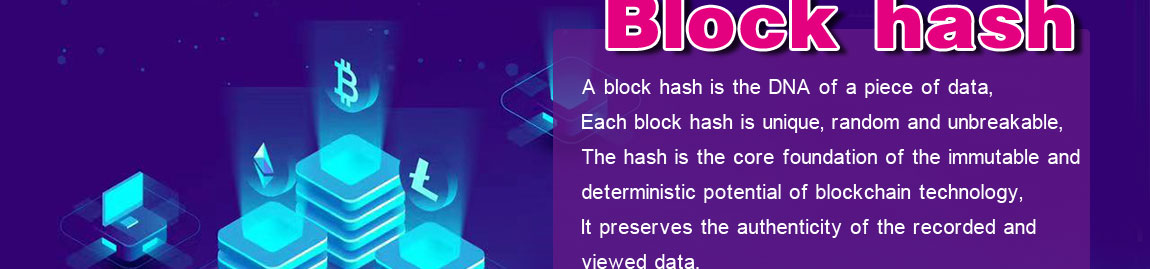 Block hash
A block hash is the DNA of a piece of data,
Each block hash is unique, random and unbreakable,
The hash is the core foundation of the immutable and
deterministic potential of blockchain technology,
It preserves the authenticity of the recorded and
viewed data.